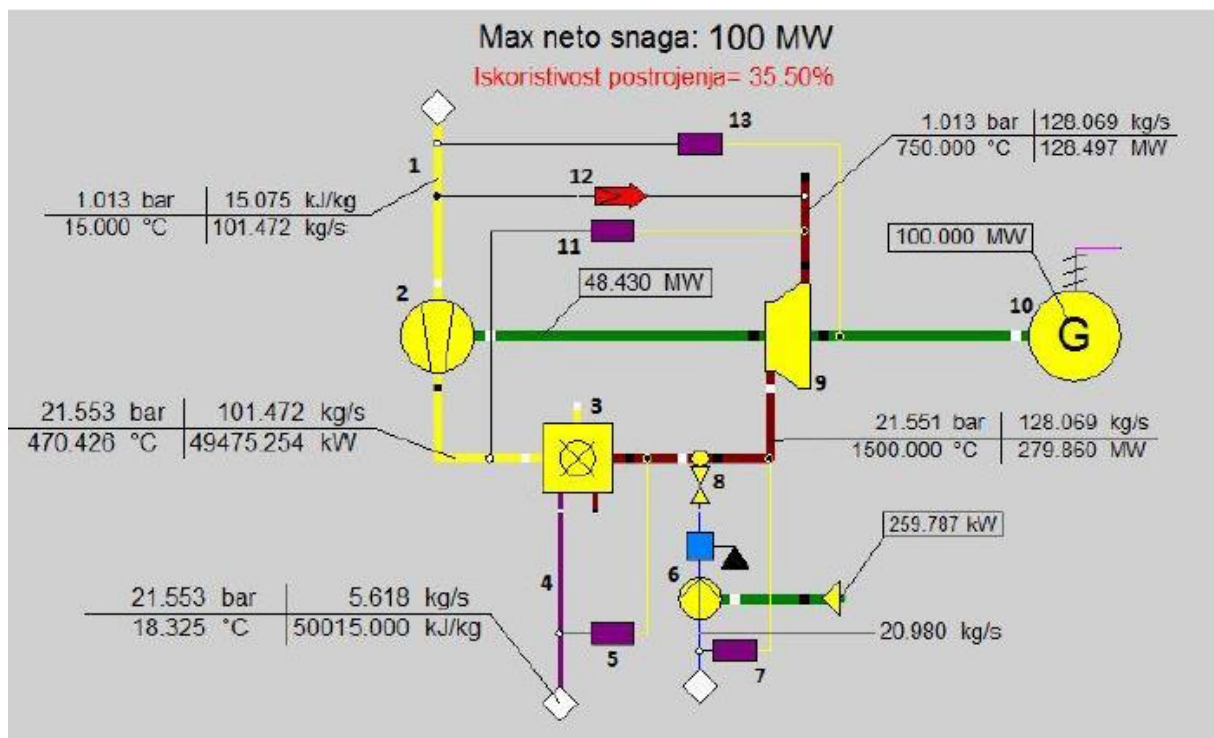 Max neto snaga: 100 MW
Iskoristivost postrojenja= 35.50%
13
1.013 bar 128.069 kg/s
750.000 °C 128.497 MW
1
12
1.013 bar 15.075 kJ/kg
15.000 °C 101.472 kg/s
11
100.000 MW
48.430 MW
2
10
G
9
21.553 bar 101.472 kg/s
470.426 °C 49475.254 kW
3
21.551 bar 128.069 kg/s
1500.000 °C 279.860 MW
8
259.787 kW
6
4
21.553 bar 5.618 kg/s
18.325 °C 50015.000 kJ/kg
20.980 kg/s
5
7